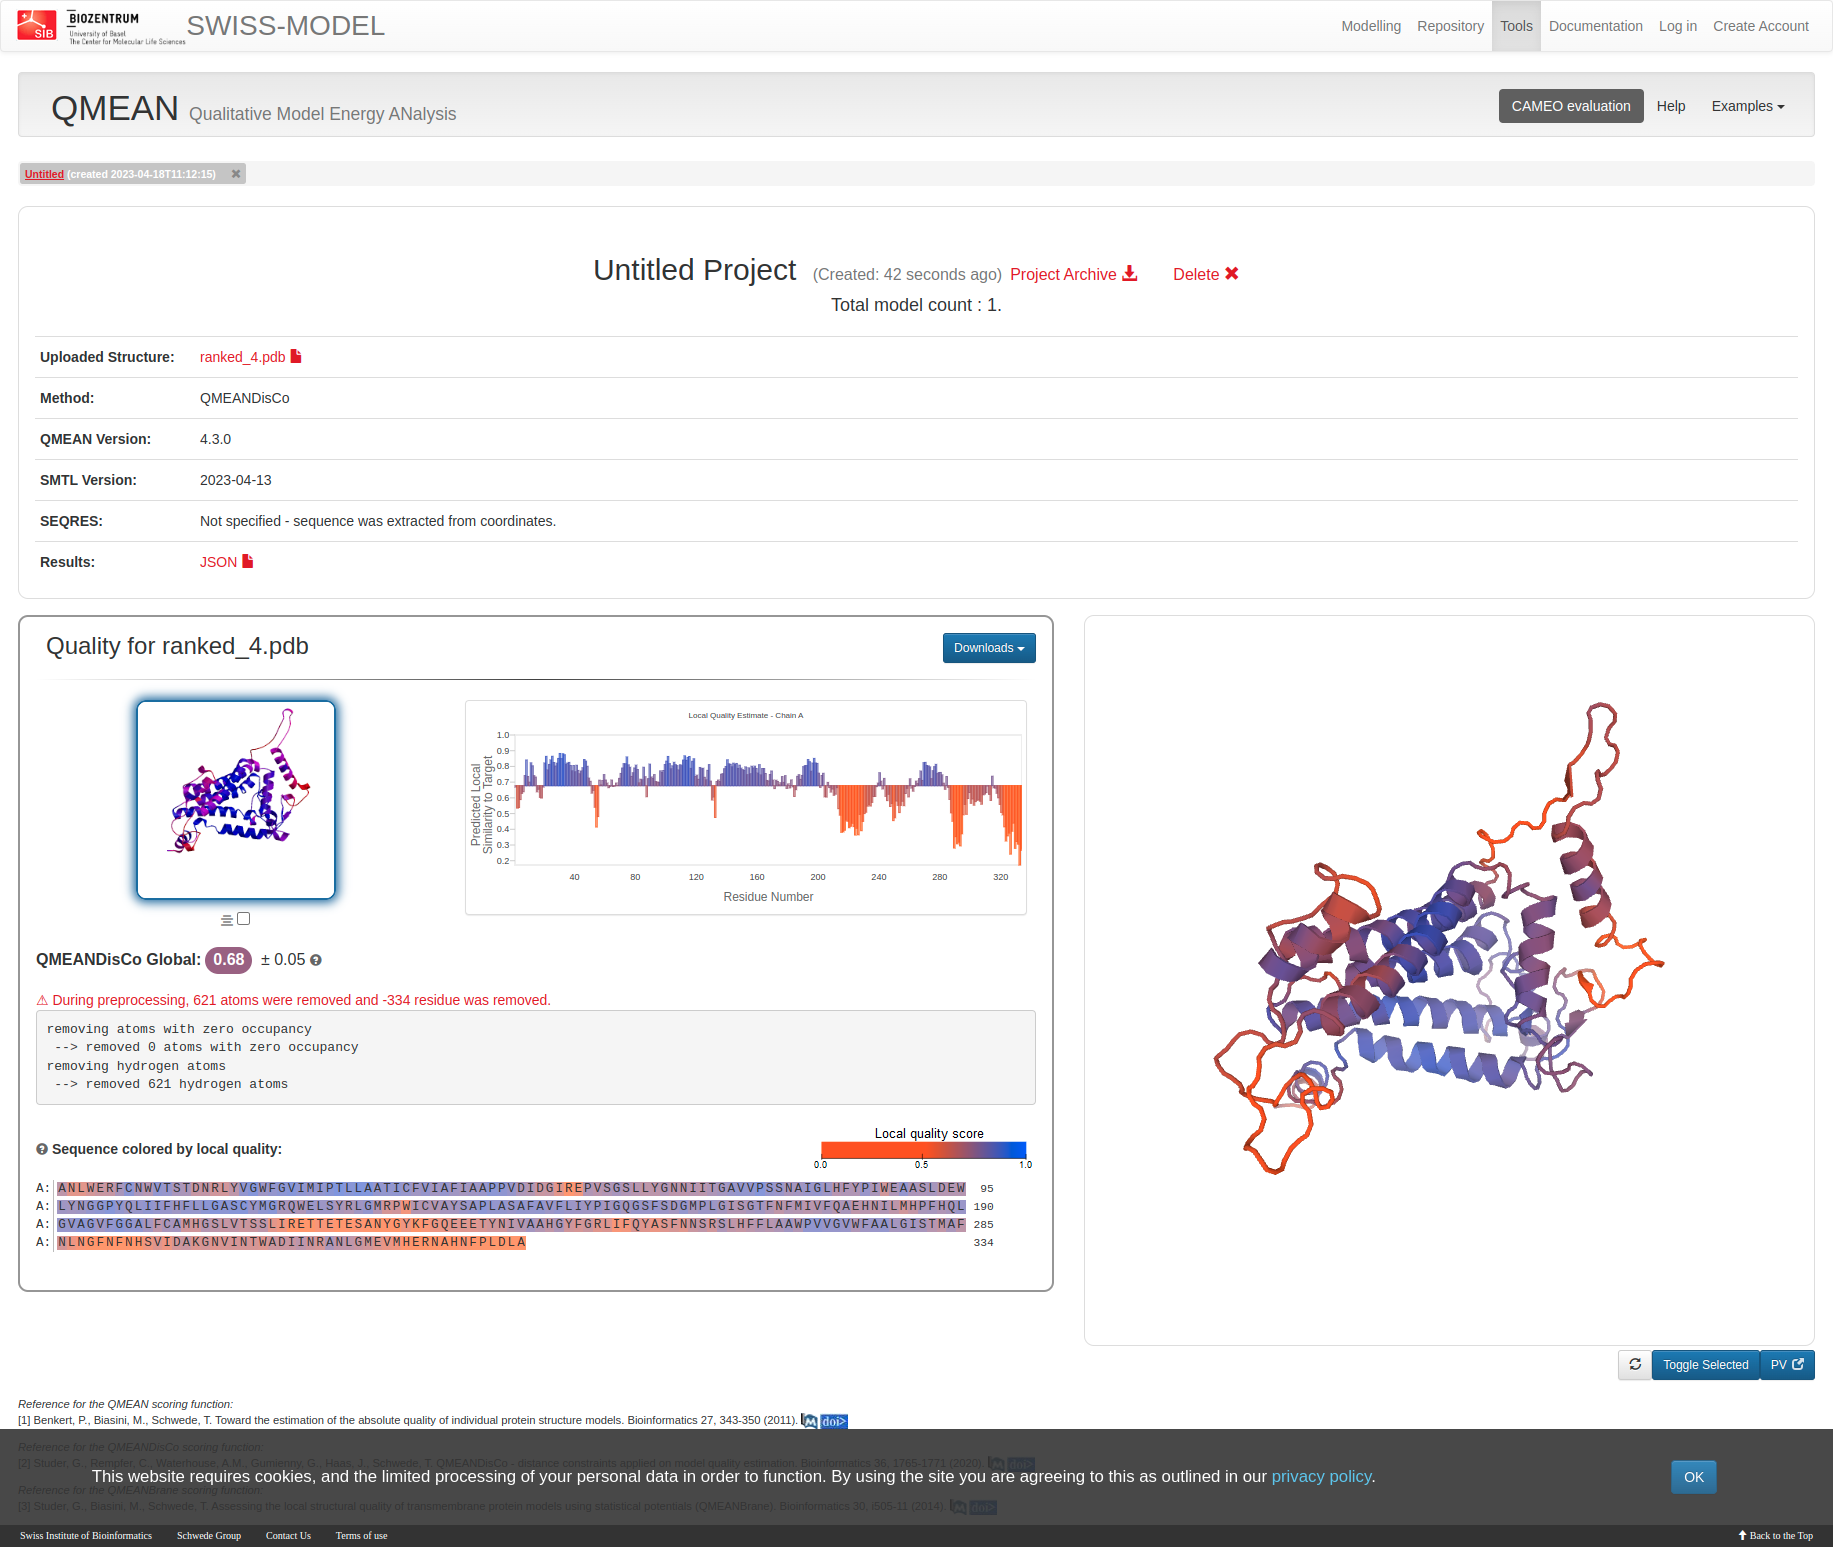 SIB
BIOZENTRUM
University of Basel
The Center for Molecular Life Sciences
SWISS-MODEL
Modelling Repository Tools Documentation Log in Create Account
QMEAN Qualitative Model Energy ANalysis
CAMEO evaluation Help Examples
Untitled (created 2023-04-18T11:12:15)
Untitled Project (Created: 42 seconds ago) Project Archive Delete
Total model count : 1.
Uploaded Structure: ranked_4.pdb
Method: QMEANDisCo
QMEAN Version: 4.3.0
SMTL Version: 2023-04-13
SEQRES: Not specified - sequence was extracted from coordinates.
Results: JSON
Quality for ranked_4.pdb
Downloads
Local Quality Estimate - Chain A
Predicted Local
Similarity to Target
1.0
0.9
0.8
0.7
0.6
0.5
0.4
0.3
0.2
40 80 120 160 200 240 280 320
Residue Number
QMEANDisCo Global: 0.68 ± 0.05
During preprocessing, 621 atoms were removed and -334 residue was removed.
removing atoms with zero occupancy
--> removed 0 atoms with zero occupancy
removing hydrogen atoms
--> removed 621 hydrogen atoms
Sequence colored by local quality:
Local quality score
0.0 0.5 1.0
A: ANLWERFCNWVTSTDNRLYVGWFGVIMIPTLLAATICFVIAFIAAPPVDIDGIREPVSGSLLYGNNIITGAVVPSSNAIGLHFYPIWEAASLDEW 95
A: LYNGGPYQLIIFHFLLGASCYMGRQWELSYRLGMRPWICVAYSAPLASAFAVFLIYPIGQGSFSDGMPLGISGTFNFMIVFQAEHNILMHPFHQL 190
A: GVAGVFGGALFCAMHGSLVTSSLIRETTETESANYGYKFGQEEETYNIVAAHGYFGRLIFQYASFNNSRSLHFFLAAWPVVGVWFAALGISTMAF 285
A: NLNGFNFNHSVIDAKGNVINTWADIINRANLGMEVMHERNAHNFPLDLA 334
Toggle Selected PV
Reference for the QMEAN scoring function:
[1] Benkert, P., Biasini, M., Schwede, T. Toward the estimation of the absolute quality of individual protein structure models. Bioinformatics 27, 343-350 (2011). M doi>
Reference for the QMEANDisCo scoring function:
[2] Studer, G., Rempfer, C., Waterhouse, A.M., Gumienny, G., Haas, J., Schwede, T. QMEANDisCo - distance constraints applied on model quality estimation. Bioinformatics 36, 1765-1771 (2020). M doi>
This website requires cookies, and the limited processing of your personal data in order to function. By using the site you are agreeing to this as outlined in our privacy policy.
OK
Reference for the QMEANBrane scoring function:
[3] Studer, G., Biasini, M., Schwede, T. Assessing the local structural quality of transmembrane protein models using statistical potentials (QMEANBrane). Bioinformatics 30, i505-11 (2014). M doi>
Swiss Institute of Bioinformatics Schwede Group Contact Us Terms of use Back to the Top